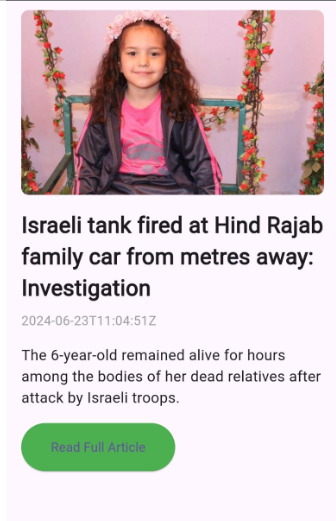 Israeli tank fired at Hind Rajab
family car from metres away:
Investigation
2024-06-23T11:04:51Z
The 6-year-old remained alive for hours
among the bodies of her dead relatives after
attack by Israeli troops.
Read Full Article